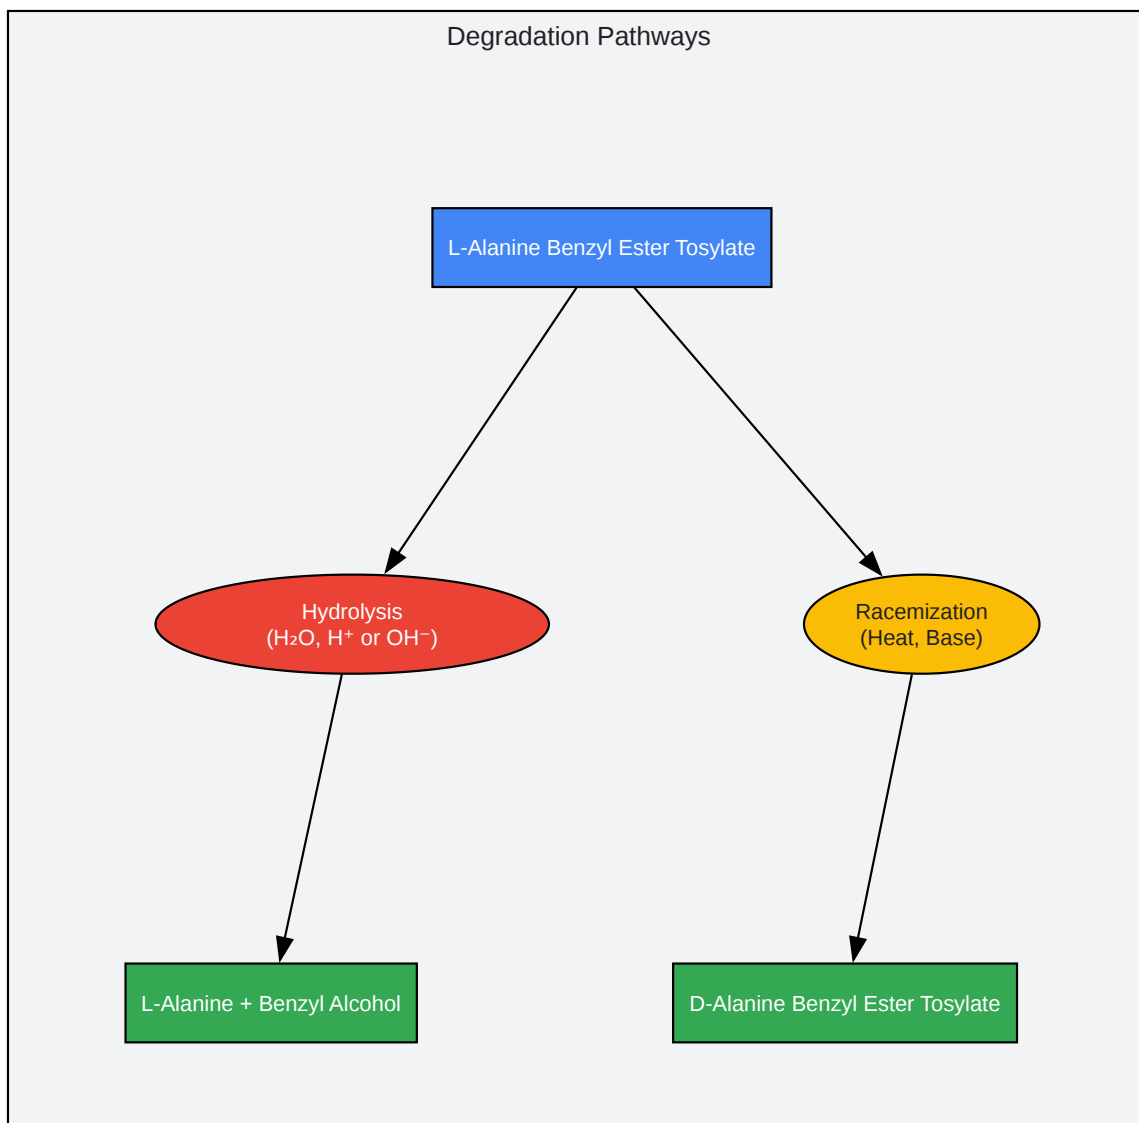 Degradation Pathways
L-Alanine Benzyl Ester Tosylate
Hydrolysis
(H₂O, H⁺ or OH⁻)
Racemization
(Heat, Base)
L-Alanine + Benzyl Alcohol
D-Alanine Benzyl Ester Tosylate